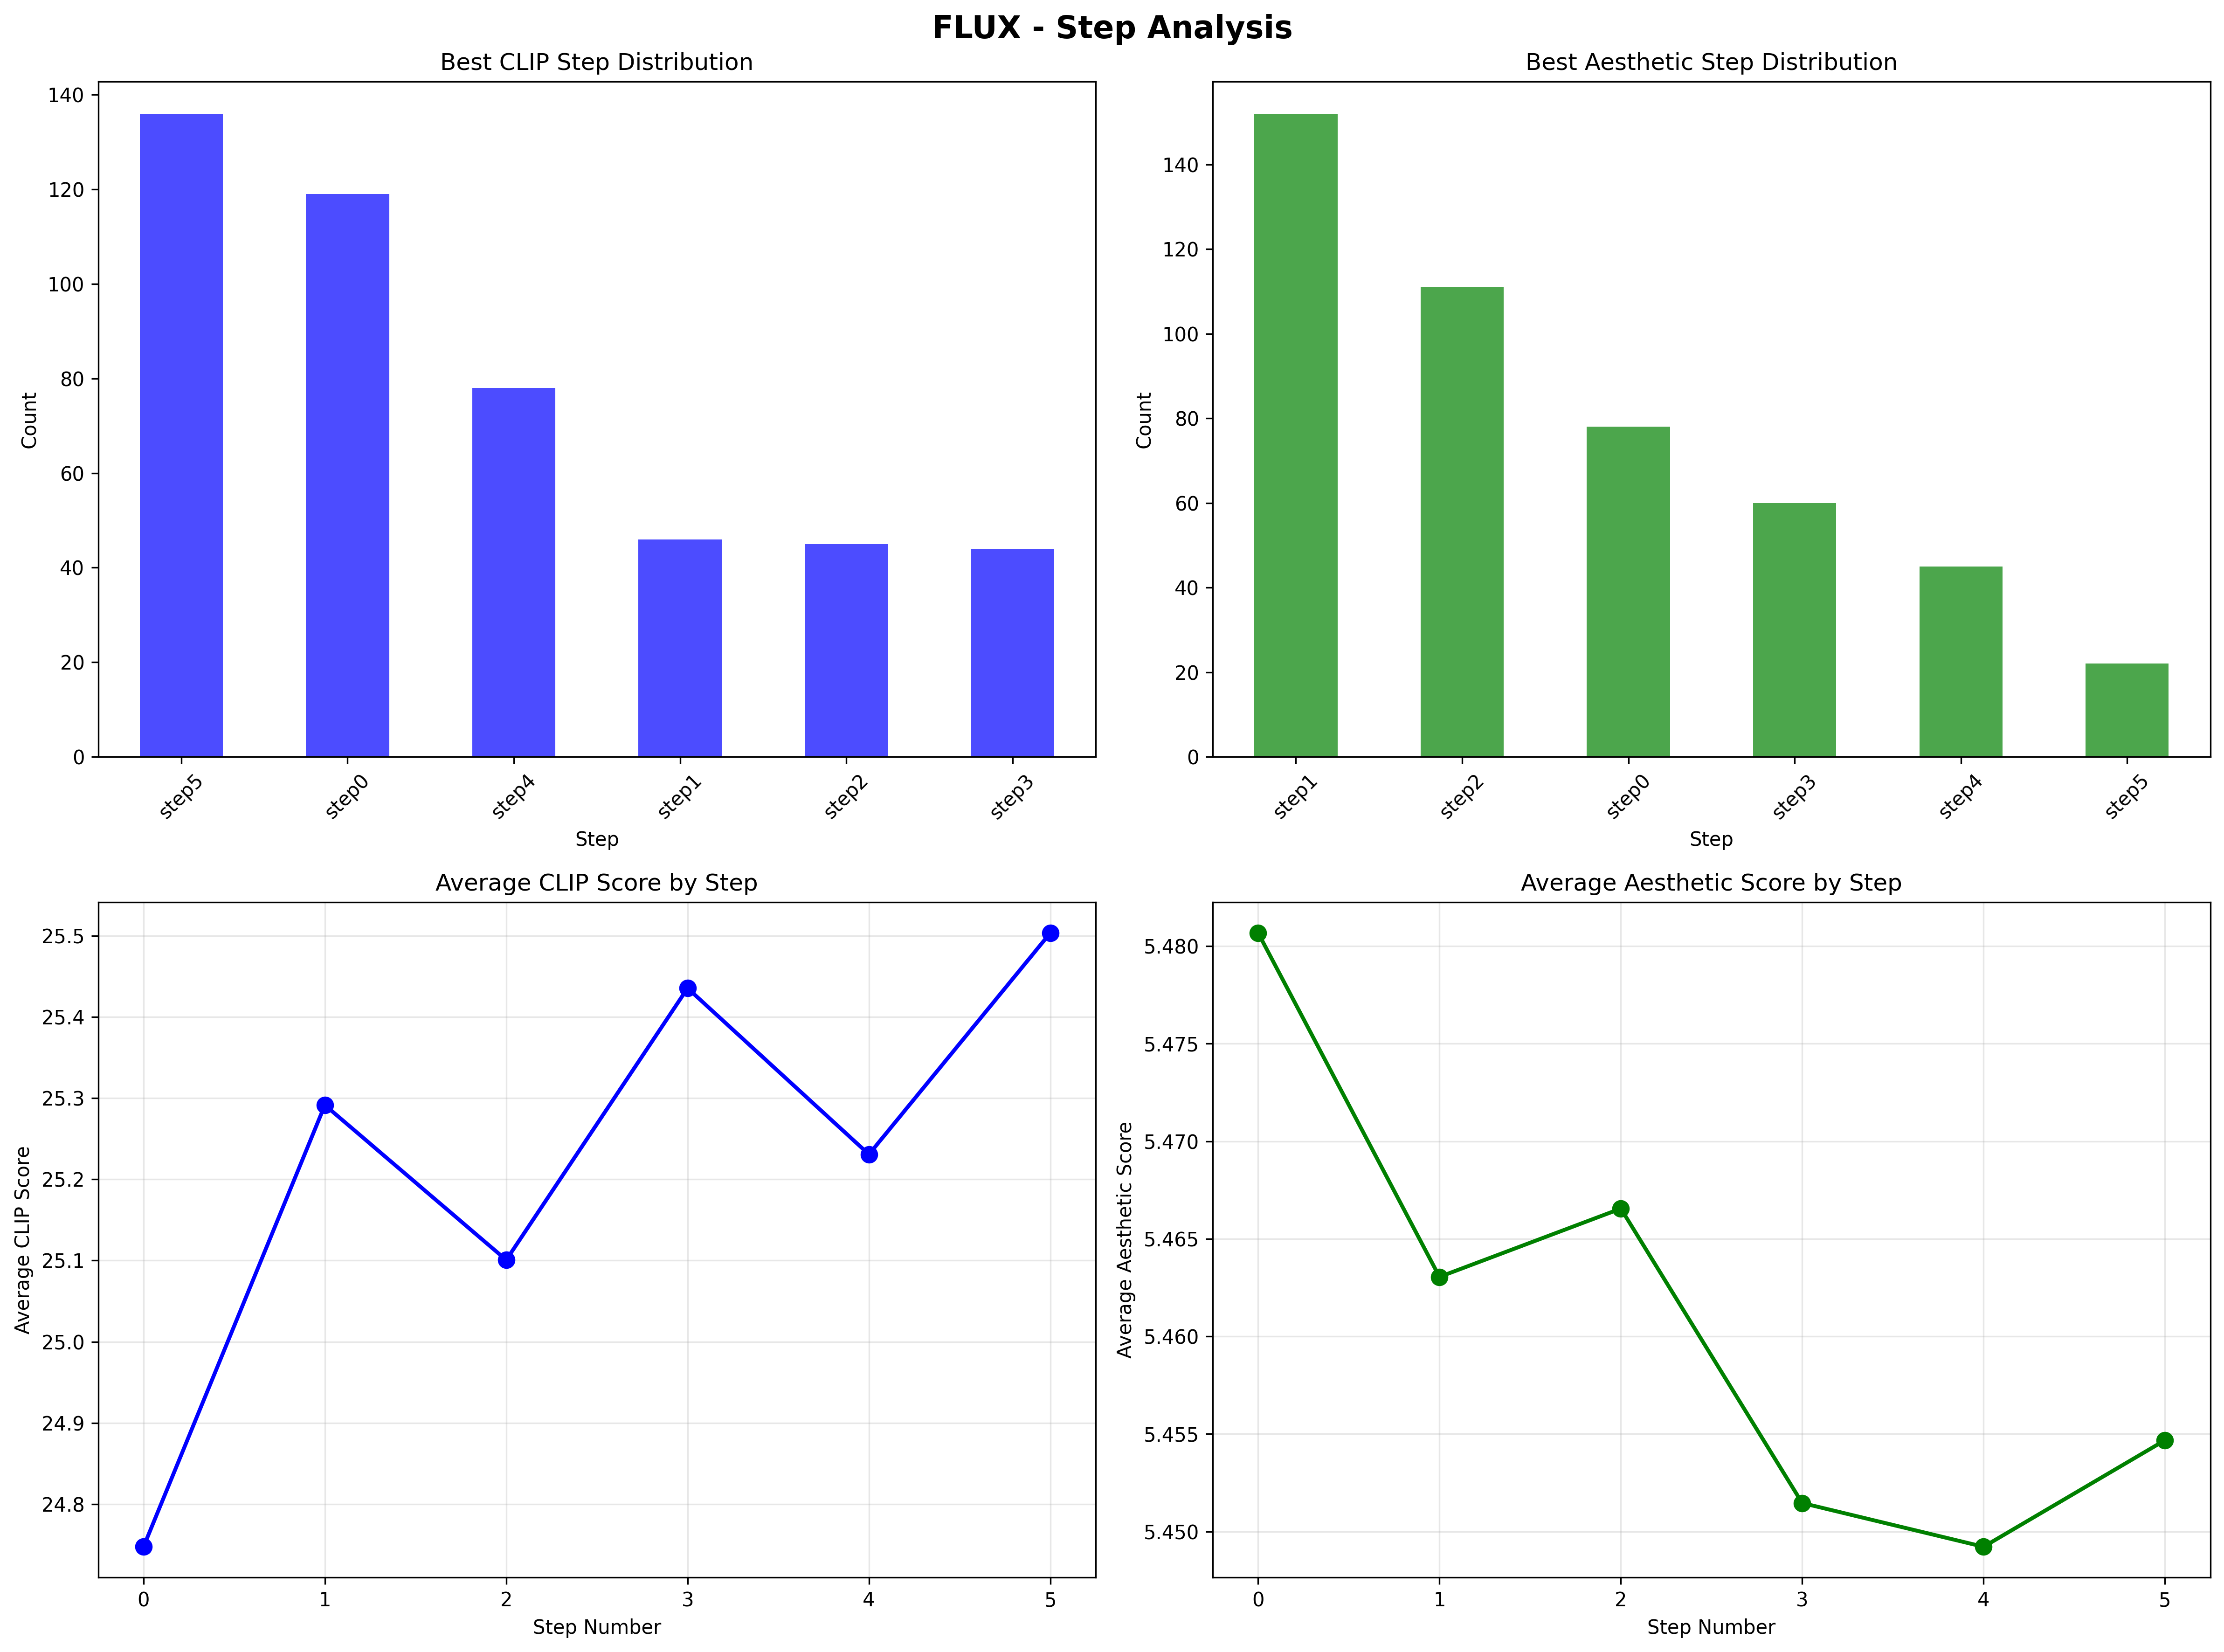 FLUX - Step Analysis
Best CLIP Step Distribution
Count
140
120
100
80
60
40
20
0
step5
step0
step4
step1
step2
step3
Step
Best Aesthetic Step Distribution
Count
140
120
100
80
60
40
20
0
step1
step2
step0
step3
step4
step5
Step
Average CLIP Score by Step
Average CLIP Score
25.5
25.4
25.3
25.2
25.1
25.0
24.9
24.8
0 1 2 3 4 5
Step Number
Average Aesthetic Score by Step
Average Aesthetic Score
5.480
5.475
5.470
5.465
5.460
5.455
5.450
0 1 2 3 4 5
Step Number